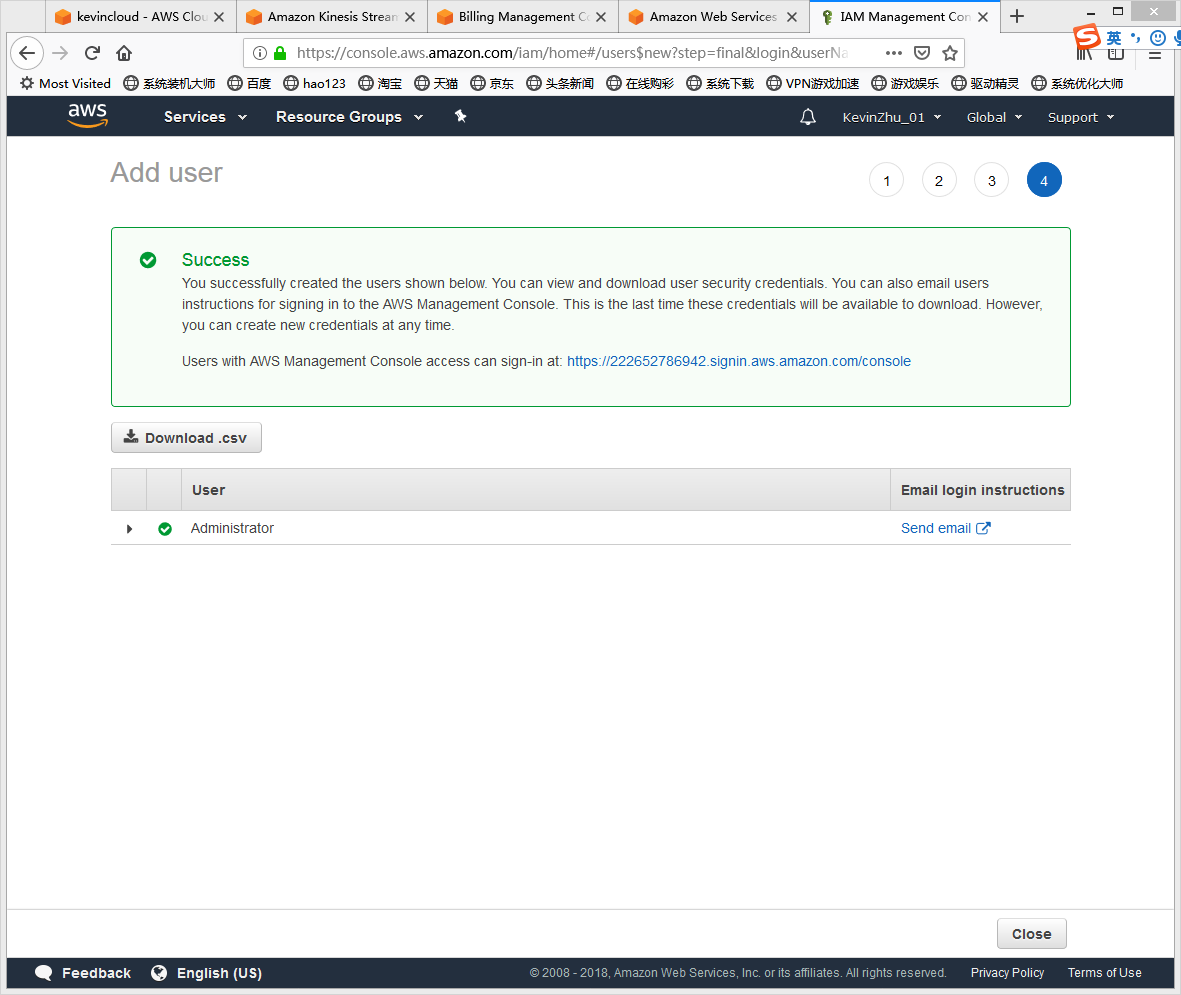 kevincloud - AWS Clou
Amazon Kinesis Stream
Billing Management Co
Amazon Web Services
IAM Management Con
https://console.aws.amazon.com/iam/home#/users$new?step=final&login&userNa
英
Most Visited
系统装机大师
百度
hao123
淘宝
天猫
京东
头条新闻
在线购彩
系统下载
VPN游戏加速
游戏娱乐
驱动精灵
系统优化大师
aws
Services
Resource Groups
KevinZhu_01
Global
Support
Add user
1
2
3
4
Success
You successfully created the users shown below. You can view and download user security credentials. You can also email users
instructions for signing in to the AWS Management Console. This is the last time these credentials will be available to download. However,
you can create new credentials at any time.
Users with AWS Management Console access can sign-in at: https://222652786942.signin.aws.amazon.com/console
Download .csv
User
Email login instructions
Administrator
Send email
Close
Feedback
English (US)
© 2008 - 2018, Amazon Web Services, Inc. or its affiliates. All rights reserved.
Privacy Policy
Terms of Use